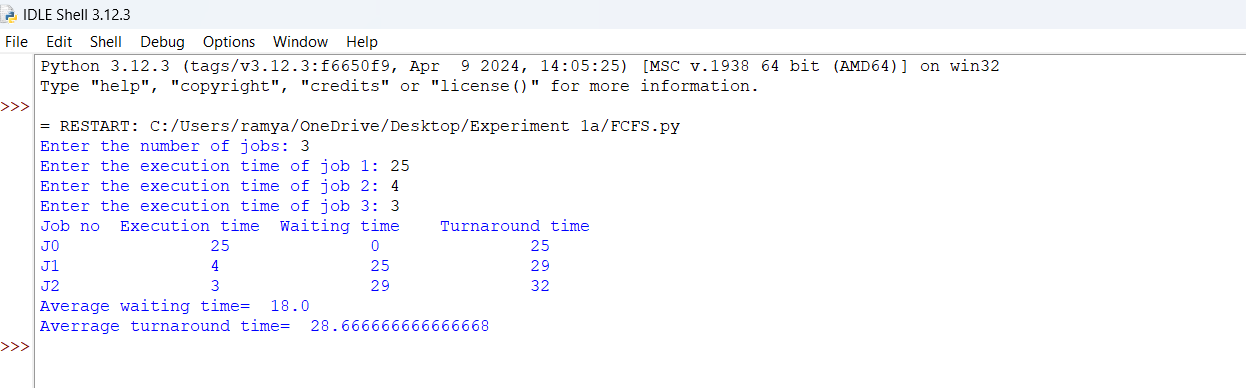 IDLE Shell 3.12.3
File Edit Shell Debug Options Window Help
Python 3.12.3 (tags/v3.12.3:f6650f9, Apr  9 2024, 14:05:25) [MSC v.1938 64 bit (AMD64)] on win32
Type "help", "copyright", "credits" or "license()" for more information.
>>>
= RESTART: C:/Users/ramya/OneDrive/Desktop/Experiment 1a/FCFS.py
Enter the number of jobs: 3
Enter the execution time of job 1: 25
Enter the execution time of job 2: 4
Enter the execution time of job 3: 3
Job no  Execution time  Waiting time    Turnaround time
J0               25              0               25
J1               4               25              29
J2               3               29              32
Average waiting time=  18.0
Averrage turnaround time=  28.666666666666668
>>>